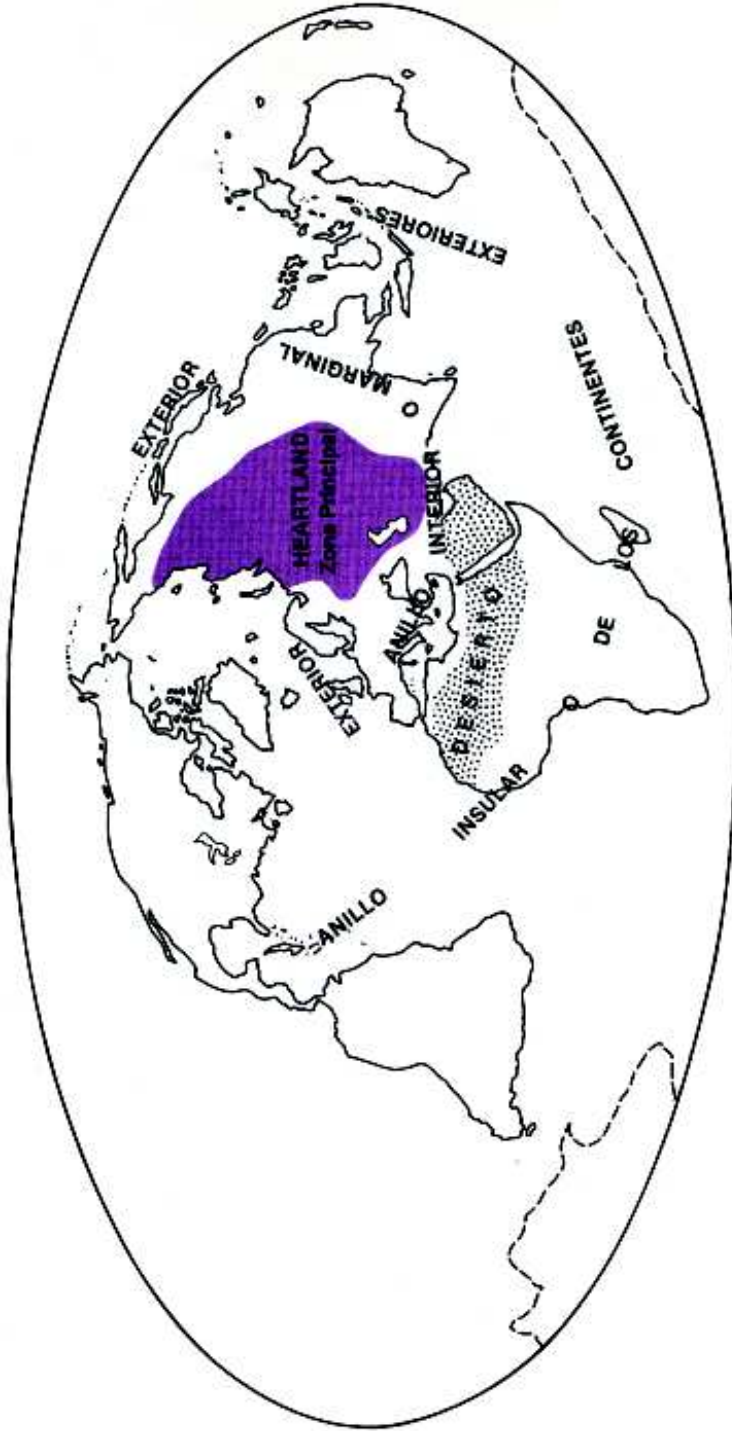 EXTERIOR
HEARTLAND
Zona Principal
EXTERIOR
ANILLO
INTERIOR
MARGINAL
DESIERTO
ANILLO
INSULAR
DE
LOS
CONTINENTES
EXTERIORES